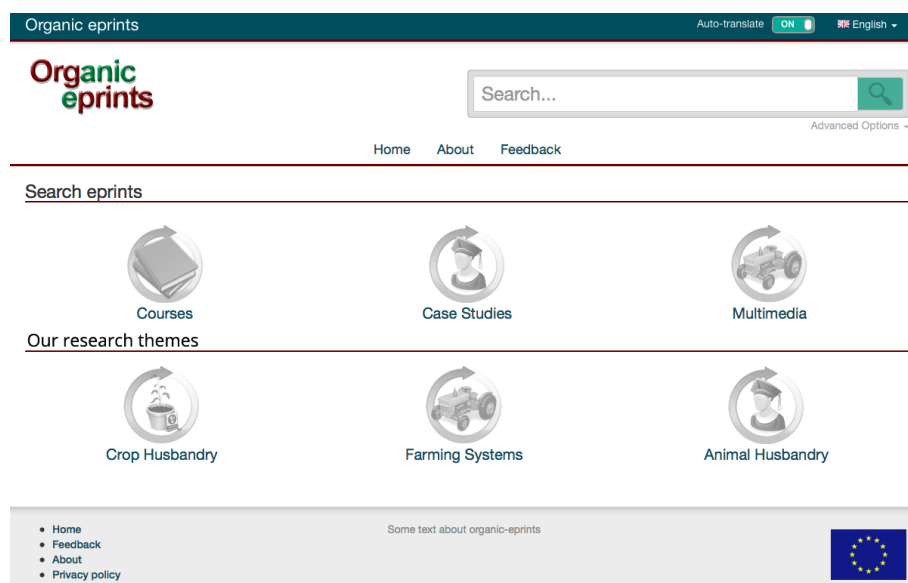 Organic eprints
Auto-translate ON English
Organic
eprints
Search...
Advanced Options
Home About Feedback
Search eprints
Courses Case Studies Multimedia
Our research themes
Crop Husbandry Farming Systems Animal Husbandry
Home
Feedback
About
Privacy policy
Some text about organic-eprints